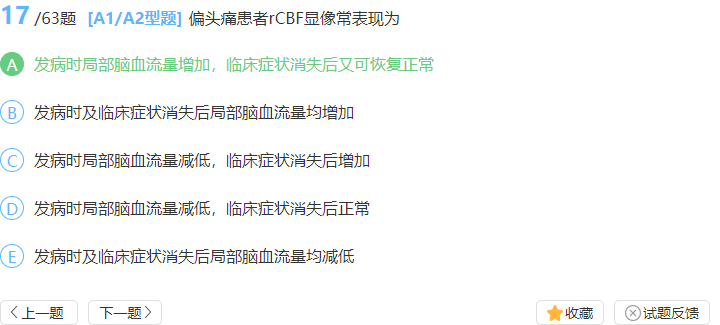 17 /63题 [A1/A2型题] 偏头痛患者rCBF显像常表现为
A 发病时局部脑血流量增加，临床症状消失后又可恢复正常
B 发病时及临床症状消失后局部脑血流量均增加
C 发病时局部脑血流量减低，临床症状消失后增加
D 发病时局部脑血流量减低，临床症状消失后正常
E 发病时及临床症状消失后局部脑血流量均减低
上一题 下一题 收藏 试题反馈